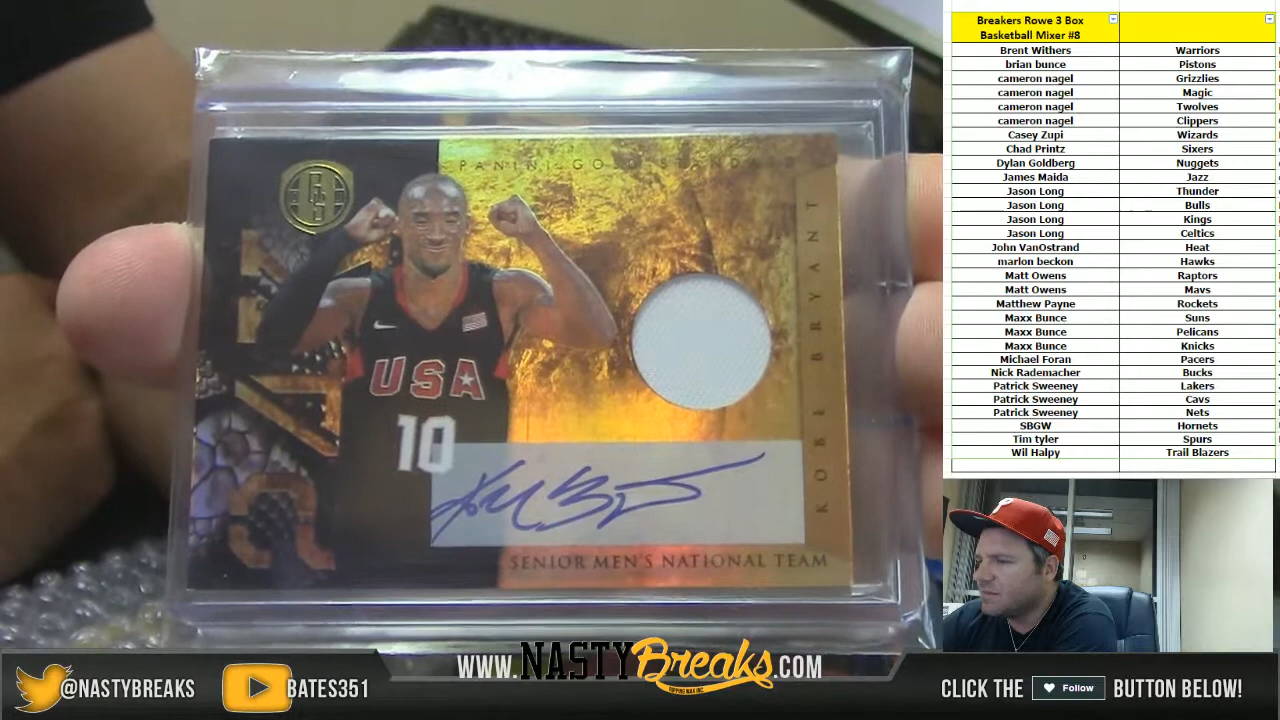 PANINI GOLD STANDARD
GS
USA
10
KOBE BRYANT
SENIOR MEN'S NATIONAL TEAM
Breakers Rowe 3 Box
Basketball Mixer #8
Brent Withers Warriors
brian bunce Pistons
cameron nagel Grizzlies
cameron nagel Magic
cameron nagel Twolves
cameron nagel Clippers
Casey Zupi Wizards
Chad Printz Sixers
Dylan Goldberg Nuggets
James Maida Jazz
Jason Long Thunder
Jason Long Bulls
Jason Long Kings
Jason Long Celtics
John VanOstrand Heat
marlon beckon Hawks
Matt Owens Raptors
Matt Owens Mavs
Matthew Payne Rockets
Maxx Bunce Suns
Maxx Bunce Pelicans
Maxx Bunce Knicks
Michael Foran Pacers
Nick Rademacher Bucks
Patrick Sweeney Lakers
Patrick Sweeney Cavs
Patrick Sweeney Nets
SBGW Hornets
Tim tyler Spurs
Wil Halpy Trail Blazers
WWW.NASTYBreaks.COM
RIPPING WAX INC
@NASTYBREAKS
BATES351
CLICK THE Follow BUTTON BELOW!